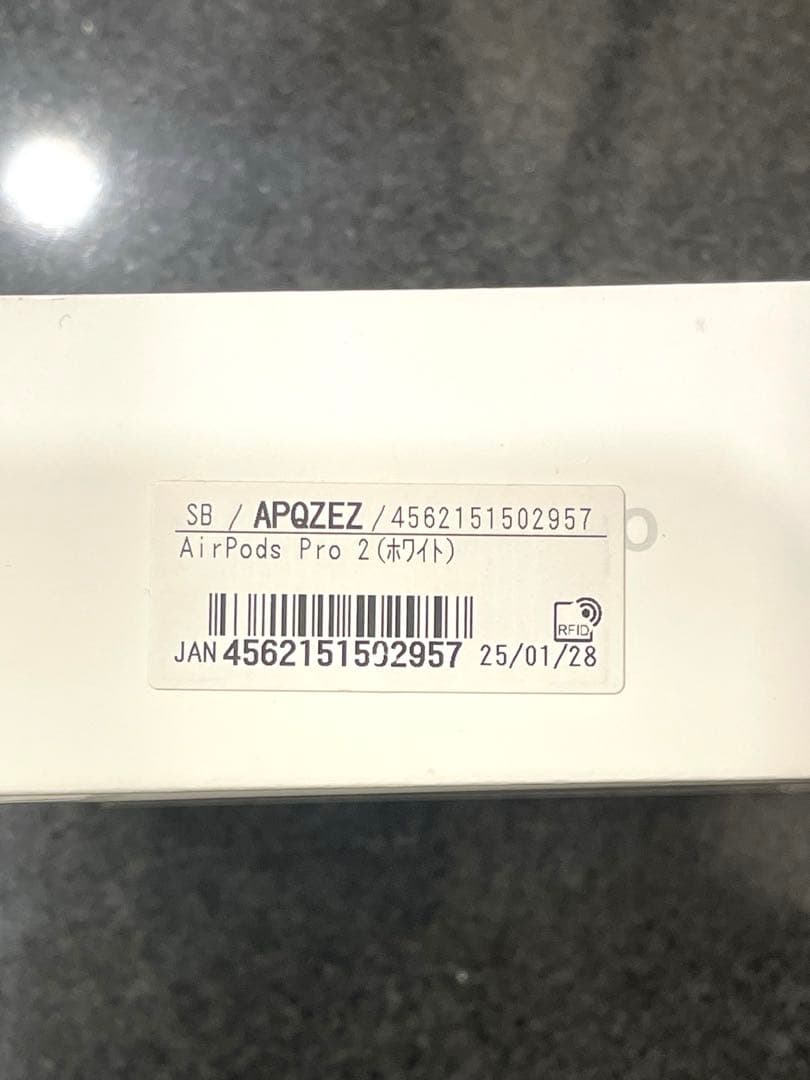 SB / APQZEZ / 4562151502957
AirPods Pro 2(ホワイト)
RFID
JAN 4562151502957 25/01/28